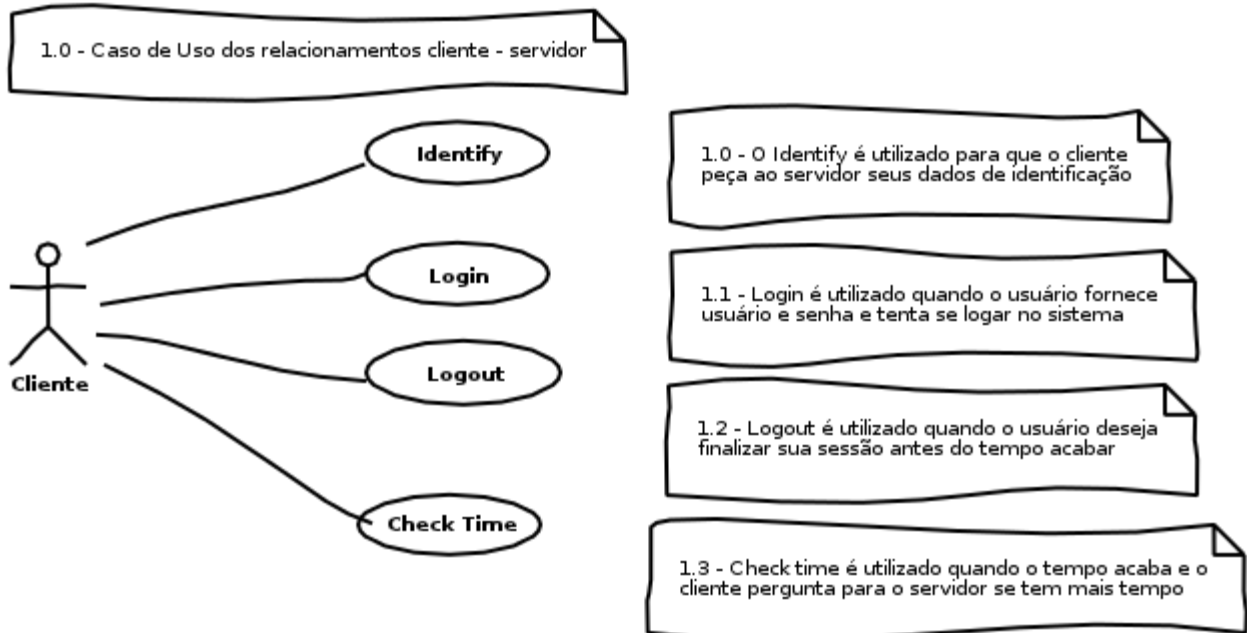 1.0 - Caso de Uso dos relacionamentos cliente - servidor
Identify
Login
Logout
Check Time
Cliente
1.0 - O Identify é utilizado para que o cliente
peça ao servidor seus dados de identificação
1.1 - Login é utilizado quando o usuário fornece
usuário e senha e tenta se logar no sistema
1.2 - Logout é utilizado quando o usuário deseja
finalizar sua sessão antes do tempo acabar
1.3 - Check time é utilizado quando o tempo acaba e o
cliente pergunta para o servidor se tem mais tempo